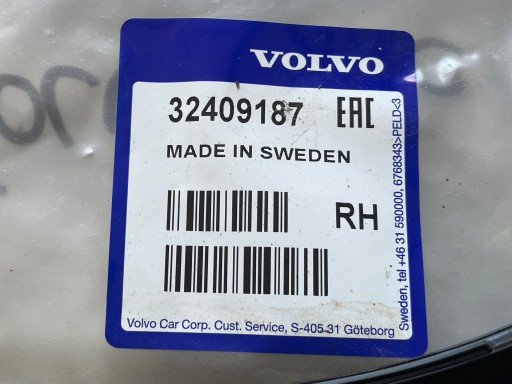 VOLVO
32409187 EAC
MADE IN SWEDEN
RH
Volvo Car Corp. Cust. Service, S-405 31 Göteborg
Sweden, tel +46 31 590000, 6768343>PELD<3